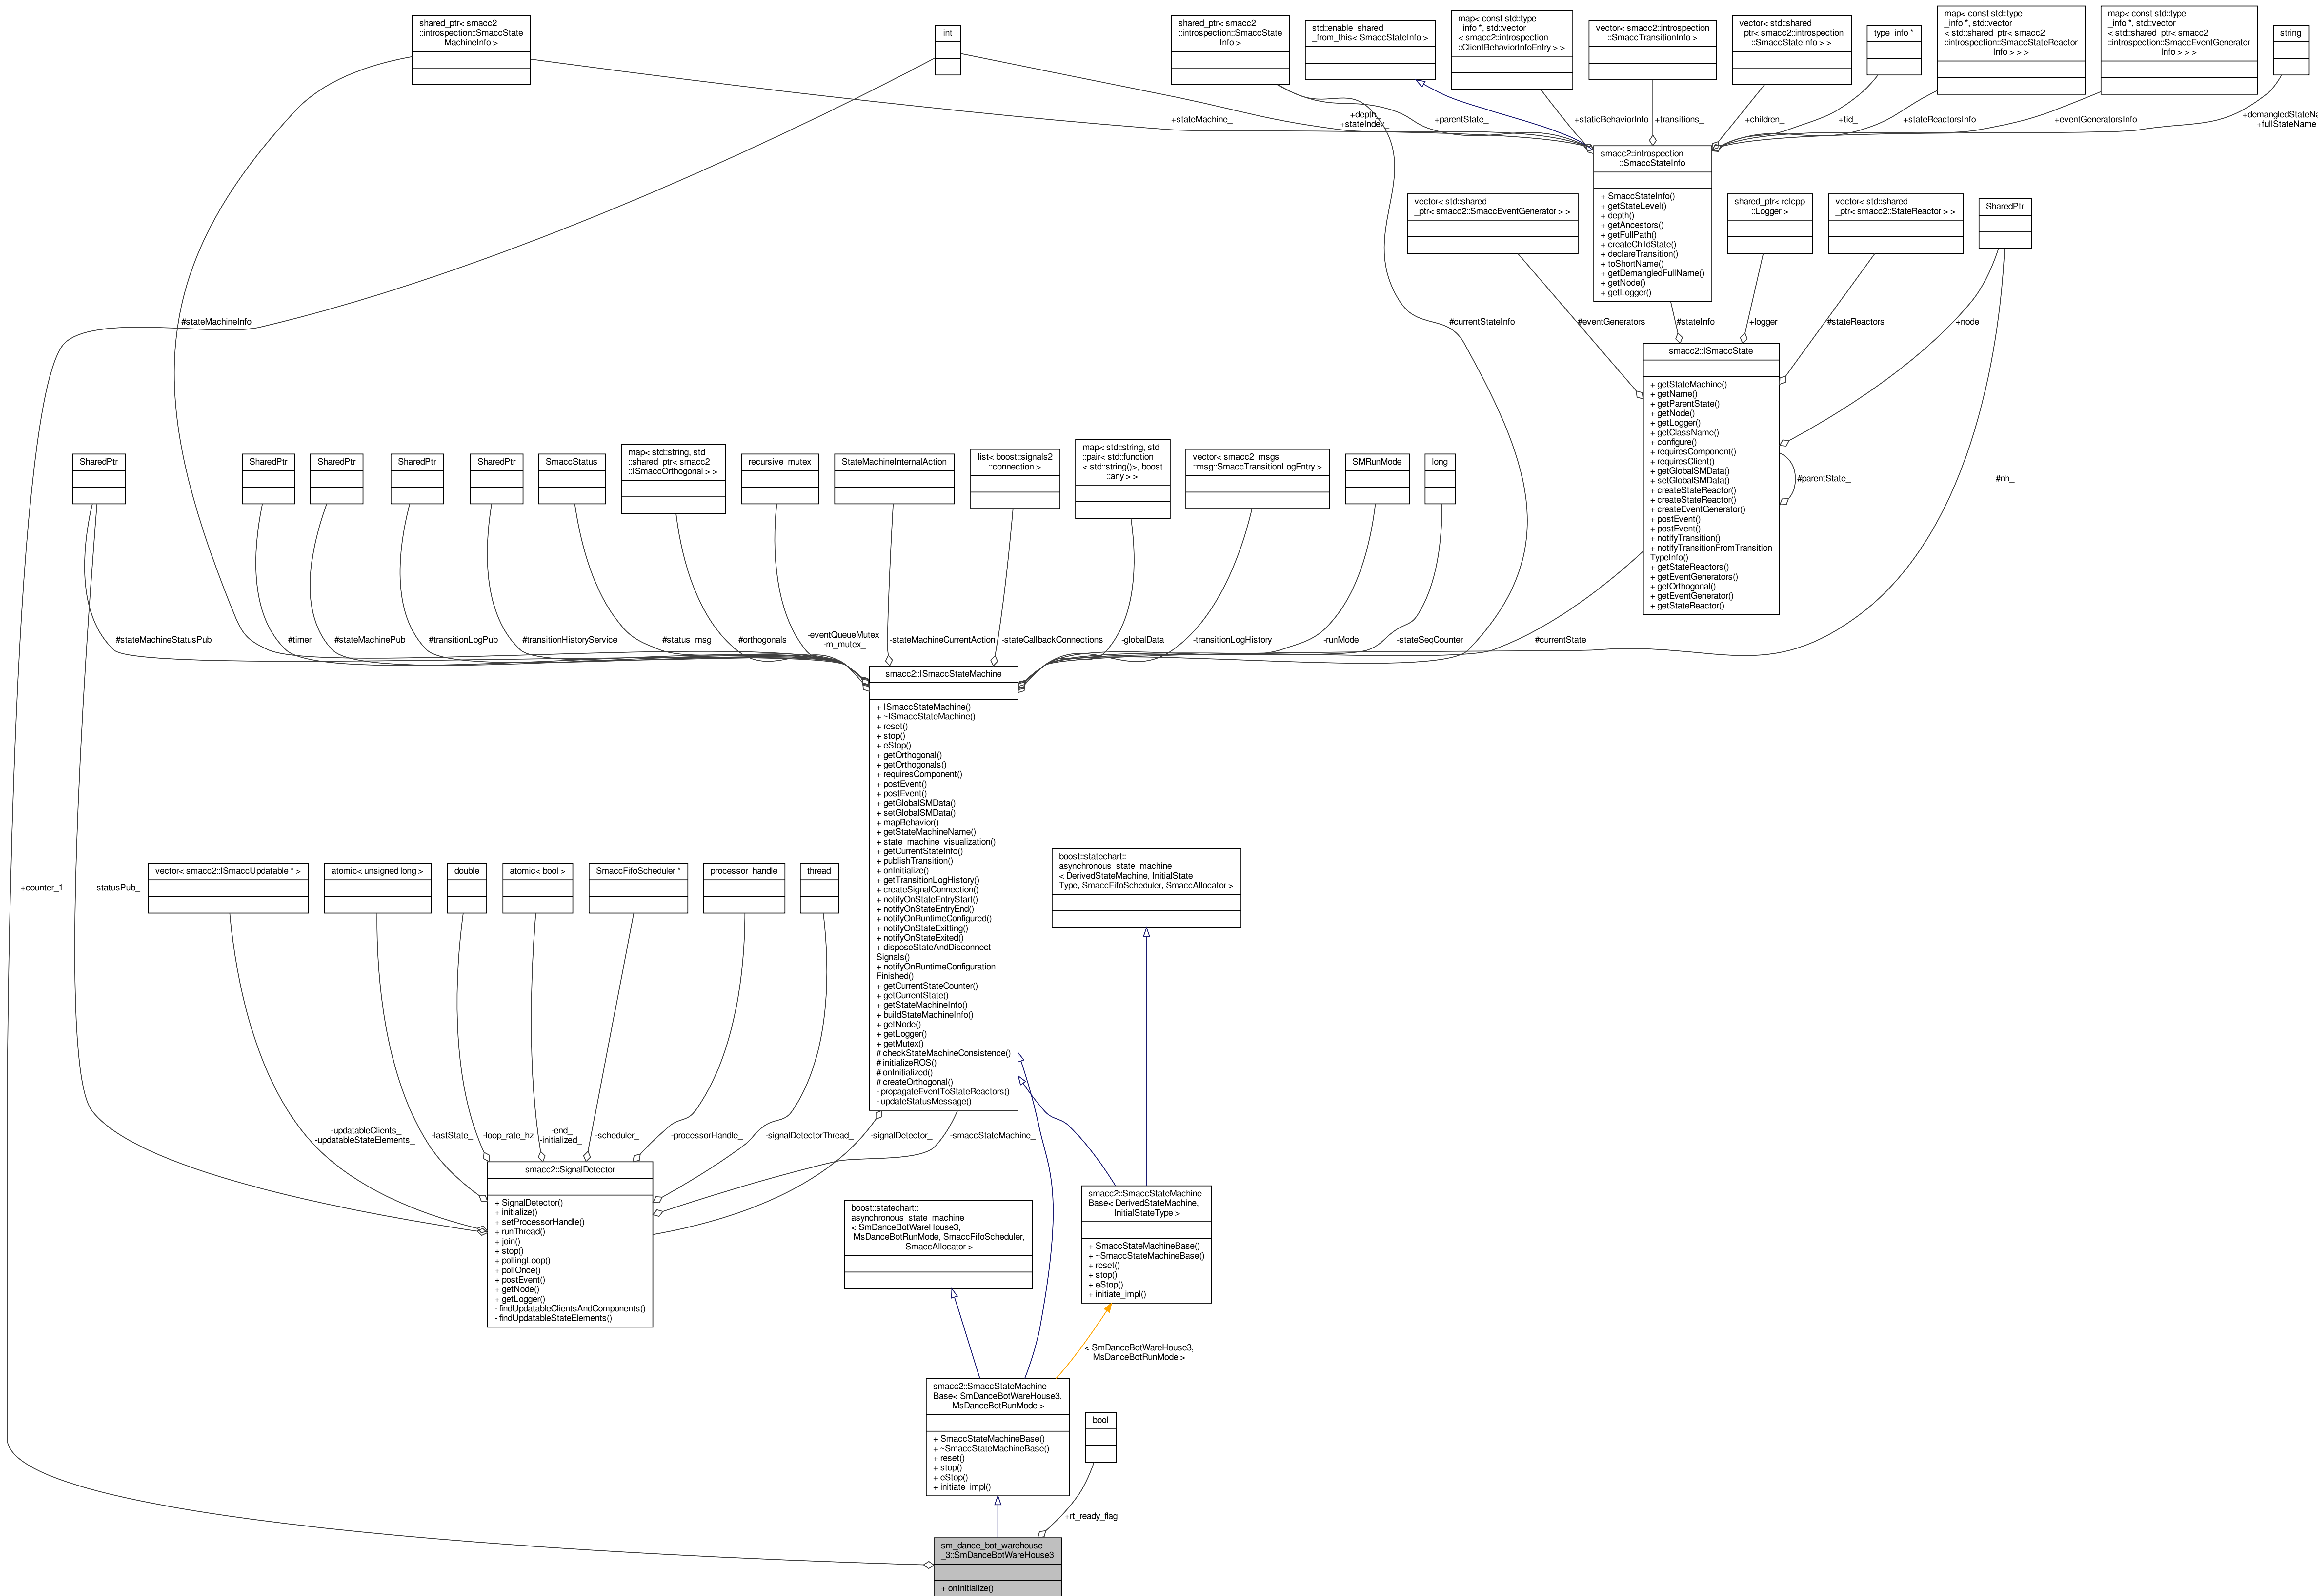 shared_ptr< smacc2
::introspection::SmaccState
MachineInfo >
int
shared_ptr< smacc2
::introspection::SmaccState
Info >
std::enable_shared
_from_this< SmaccStateInfo >
map< const std::type
_info *, std::vector
< smacc2::introspection
::ClientBehaviorInfoEntry > >
vector< smacc2::introspection
::SmaccTransitionInfo >
vector< std::shared
_ptr< smacc2::introspection
::SmaccStateInfo > >
type_info *
map< const std::type
_info *, std::vector
< std::shared_ptr< smacc2
::introspection::SmaccStateReactor
Info > > >
map< const std::type
_info *, std::vector
< std::shared_ptr< smacc2
::introspection::SmaccEventGenerator
Info > > >
string
+stateMachine_
+depth_
+stateIndex_
+parentState_
+staticBehaviorInfo
+transitions_
+children_
+tid_
+stateReactorsInfo
+eventGeneratorsInfo
+demangledStateNa
+fullStateName
smacc2::introspection
::SmaccStateInfo
+ SmaccStateInfo()
+ getStateLevel()
+ depth()
+ getAncestors()
+ getFullPath()
+ createChildState()
+ declareTransition()
+ toShortName()
+ getDemangledFullName()
+ getNode()
+ getLogger()
vector< std::shared
_ptr< smacc2::SmaccEventGenerator > >
shared_ptr< rclcpp
::Logger >
vector< std::shared
_ptr< smacc2::StateReactor > >
SharedPtr
#stateMachineInfo_
#currentStateInfo_
#eventGenerators_
#stateInfo_
+logger_
#stateReactors_
+node_
smacc2::ISmaccState
+ getStateMachine()
+ getName()
+ getParentState()
+ getNode()
+ getLogger()
+ getClassName()
+ configure()
+ requiresComponent()
+ requiresClient()
+ getGlobalSMData()
+ setGlobalSMData()
+ createStateReactor()
+ createStateReactor()
+ createEventGenerator()
+ postEvent()
+ postEvent()
+ notifyTransition()
+ notifyTransitionFromTransition
TypeInfo()
+ getStateReactors()
+ getEventGenerators()
+ getOrthogonal()
+ getEventGenerator()
+ getStateReactor()
#parentState_
#nh_
SharedPtr
SharedPtr
SharedPtr
SharedPtr
SharedPtr
SmaccStatus
map< std::string, std
::shared_ptr< smacc2
::ISmaccOrthogonal > >
recursive_mutex
StateMachineInternalAction
list< boost::signals2
::connection >
map< std::string, std
::pair< std::function
< std::string()>, boost
::any > >
vector< smacc2_msgs
::msg::SmaccTransitionLogEntry >
SMRunMode
long
#stateMachineStatusPub_
#timer_
#stateMachinePub_
#transitionLogPub_
#transitionHistoryService_
#status_msg_
#orthogonals_
-eventQueueMutex_
-m_mutex_
-stateMachineCurrentAction
-stateCallbackConnections
-globalData_
-transitionLogHistory_
-runMode_
-stateSeqCounter_
#currentState_
smacc2::ISmaccStateMachine
+ ISmaccStateMachine()
+ ~ISmaccStateMachine()
+ reset()
+ stop()
+ eStop()
+ getOrthogonal()
+ getOrthogonals()
+ requiresComponent()
+ postEvent()
+ postEvent()
+ getGlobalSMData()
+ setGlobalSMData()
+ mapBehavior()
+ getStateMachineName()
+ state_machine_visualization()
+ getCurrentStateInfo()
+ publishTransition()
+ onInitialize()
+ getTransitionLogHistory()
+ createSignalConnection()
+ notifyOnStateEntryStart()
+ notifyOnStateEntryEnd()
+ notifyOnRuntimeConfigured()
+ notifyOnStateExitting()
+ notifyOnStateExited()
+ disposeStateAndDisconnect
Signals()
+ notifyOnRuntimeConfiguration
Finished()
+ getCurrentStateCounter()
+ getCurrentState()
+ getStateMachineInfo()
+ buildStateMachineInfo()
+ getNode()
+ getLogger()
+ getMutex()
# checkStateMachineConsistence()
# initializeROS()
# onInitialized()
# createOrthogonal()
- propagateEventToStateReactors()
- updateStatusMessage()
+counter_1
-statusPub_
vector< smacc2::ISmaccUpdatable * >
atomic< unsigned long >
double
atomic< bool >
SmaccFifoScheduler *
processor_handle
thread
boost::statechart::
asynchronous_state_machine
< DerivedStateMachine, InitialState
Type, SmaccFifoScheduler, SmaccAllocator >
-updatableClients_
-updatableStateElements_
-lastState_
-loop_rate_hz
-end_
-initialized_
-scheduler_
-processorHandle_
-signalDetectorThread_
-signalDetector_
-smaccStateMachine_
smacc2::SignalDetector
+ SignalDetector()
+ initialize()
+ setProcessorHandle()
+ runThread()
+ join()
+ stop()
+ pollingLoop()
+ pollOnce()
+ postEvent()
+ getNode()
+ getLogger()
- findUpdatableClientsAndComponents()
- findUpdatableStateElements()
boost::statechart::
asynchronous_state_machine
< SmDanceBotWareHouse3,
MsDanceBotRunMode, SmaccFifoScheduler,
SmaccAllocator >
smacc2::SmaccStateMachine
Base< DerivedStateMachine,
InitialStateType >
+ SmaccStateMachineBase()
+ ~SmaccStateMachineBase()
+ reset()
+ stop()
+ eStop()
+ initiate_impl()
< SmDanceBotWareHouse3,
MsDanceBotRunMode >
smacc2::SmaccStateMachine
Base< SmDanceBotWareHouse3,
MsDanceBotRunMode >
+ SmaccStateMachineBase()
+ ~SmaccStateMachineBase()
+ reset()
+ stop()
+ eStop()
+ initiate_impl()
bool
+rt_ready_flag
sm_dance_bot_warehouse
_3::SmDanceBotWareHouse3
+ onInitialize()